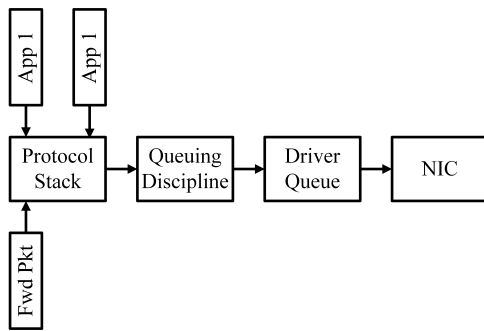 App 1
App 1
Protocol
Stack
Queuing
Discipline
Driver
Queue
NIC
Fwd Pkt